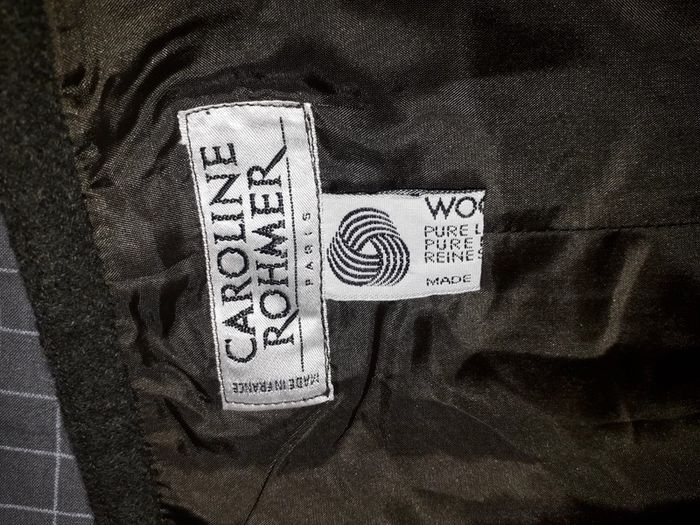 CAROLINE
ROHMER
PARIS
MADE IN FRANCE
WOO
PURE L
PURE
REINE S
MADE